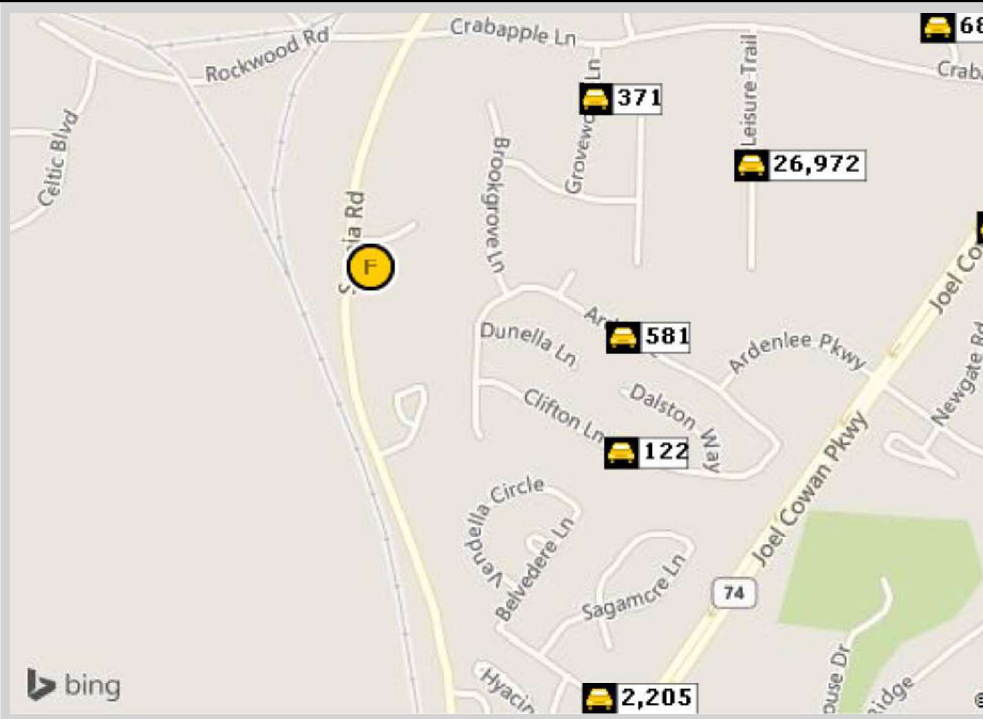 68
Crabapple Ln
Rockwood Rd
Leisure Trail
371
Celtic Blvd
26,972
Brookgrove Ln
F
Joel
Dunella Ln
581
Ardenlee Pkwy
Newgate Rd
Clifton Ln
Dalston Way
122
Joel Cowan Pkwy
Vendella Circle
Belvedere Ln
74
Sagamore Ln
bing
2,205